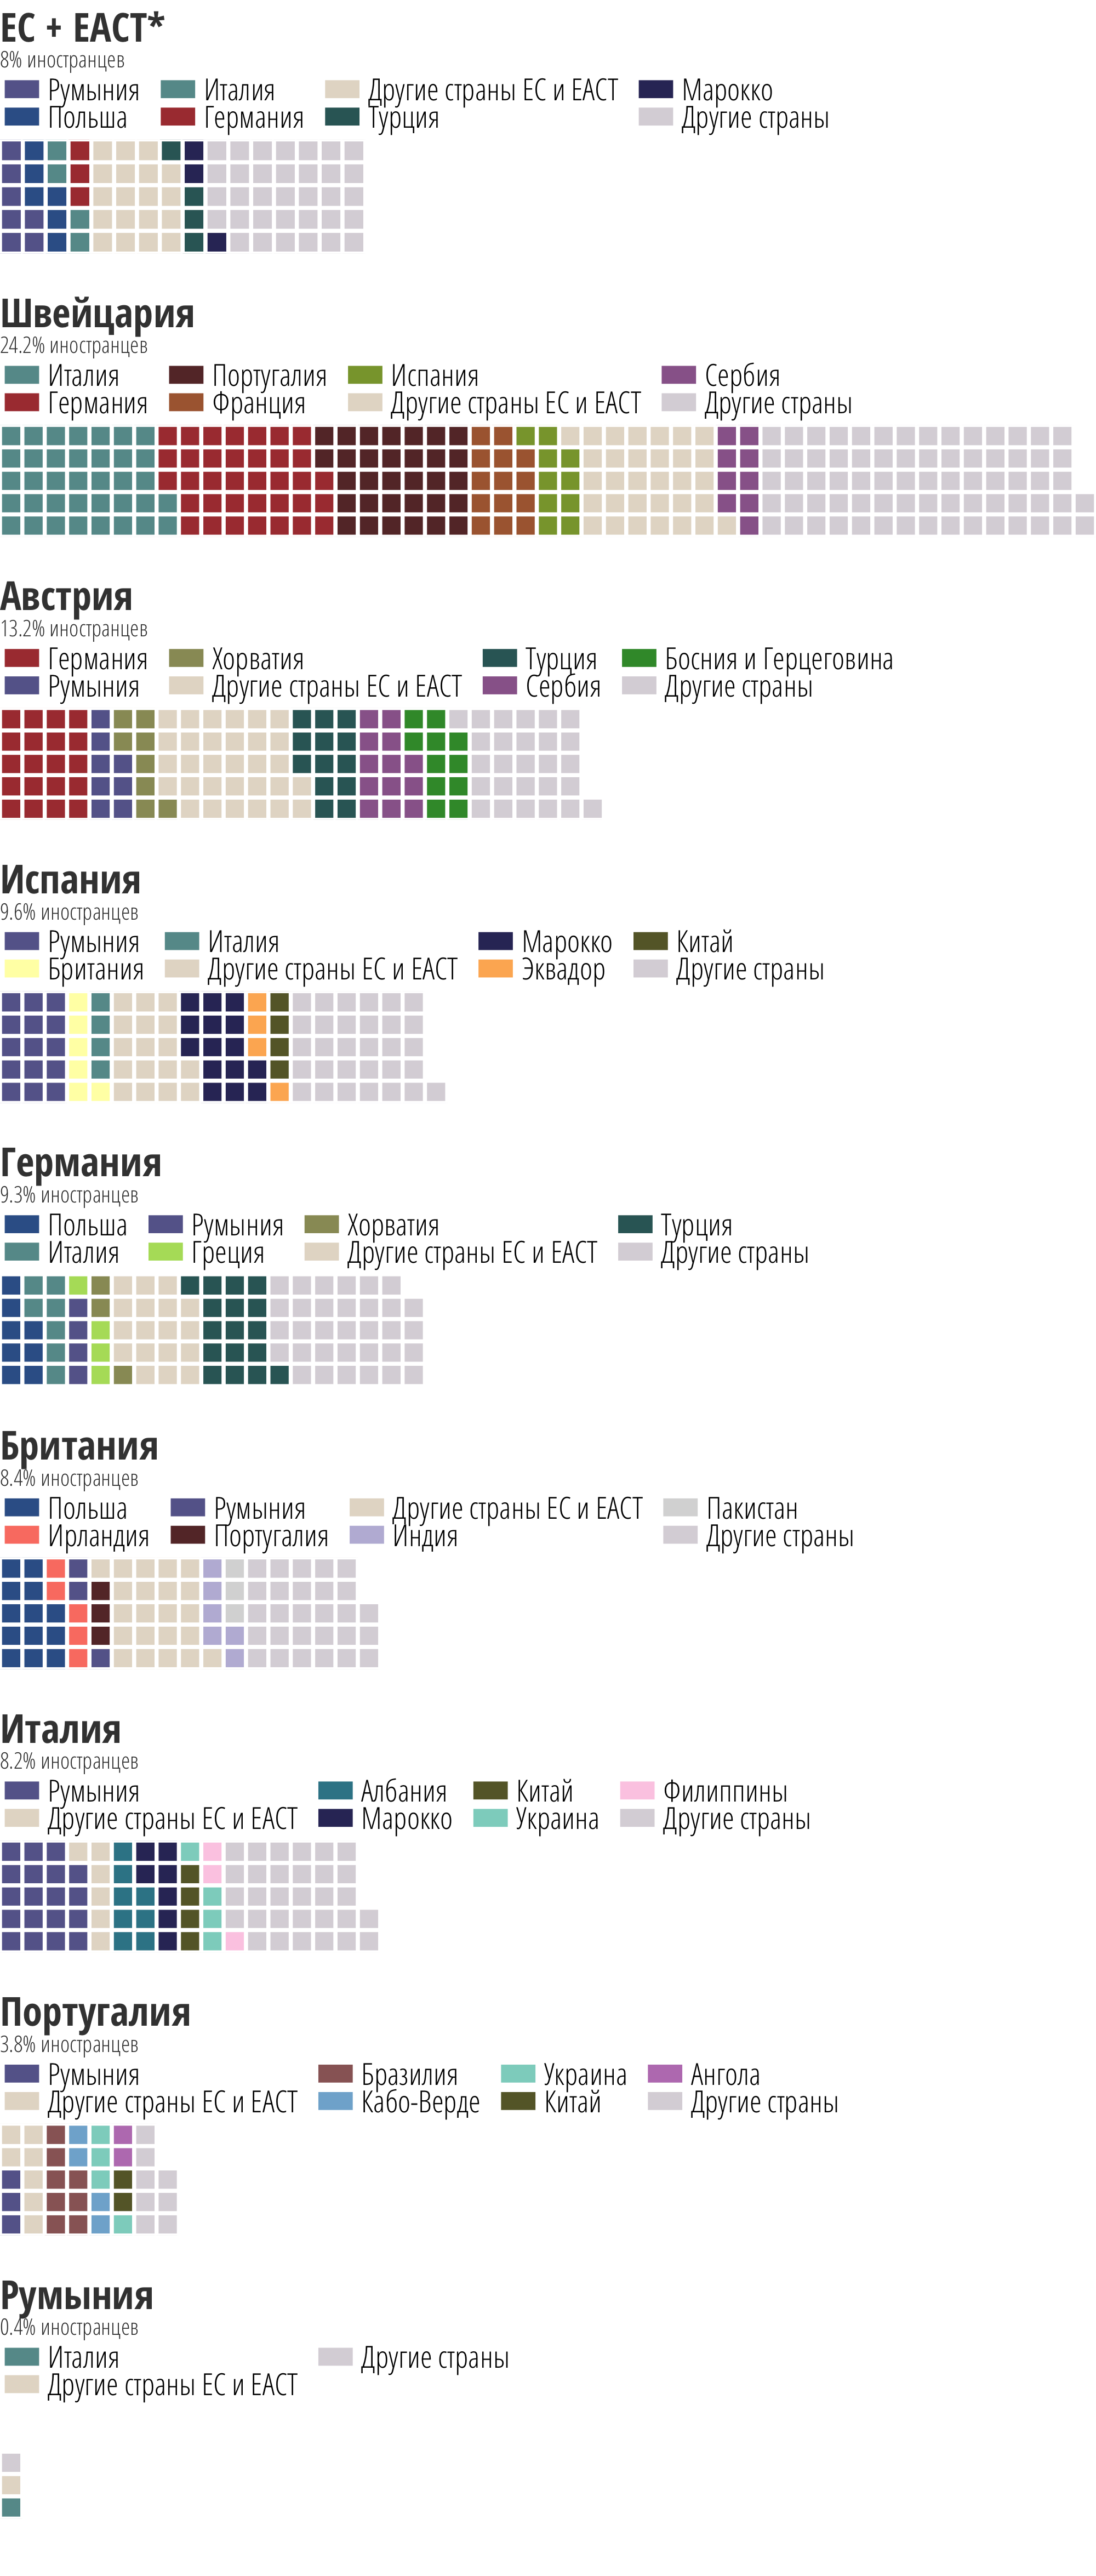 ЕС + ЕАСТ*
8% иностранцев
Румыния Италия Другие страны ЕС и ЕАСТ Марокко
Польша Германия Турция Другие страны
Швейцария
24.2% иностранцев
Италия Португалия Испания Сербия
Германия Франция Другие страны ЕС и ЕАСТ Другие страны
Австрия
13.2% иностранцев
Германия Хорватия Турция Босния и Герцеговина
Румыния Другие страны ЕС и ЕАСТ Сербия Другие страны
Испания
9.6% иностранцев
Румыния Италия Марокко Китай
Британия Другие страны ЕС и ЕАСТ Эквадор Другие страны
Германия
9.3% иностранцев
Польша Румыния Хорватия Турция
Италия Греция Другие страны ЕС и ЕАСТ Другие страны
Британия
8.4% иностранцев
Польша Румыния Другие страны ЕС и ЕАСТ Пакистан
Ирландия Португалия Индия Другие страны
Италия
8.2% иностранцев
Румыния Албания Китай Филиппины
Другие страны ЕС и ЕАСТ Марокко Украина Другие страны
Португалия
3.8% иностранцев
Румыния Бразилия Украина Ангола
Другие страны ЕС и ЕАСТ Кабо-Верде Китай Другие страны
Румыния
0.4% иностранцев
Италия Другие страны
Другие страны ЕС и ЕАСТ